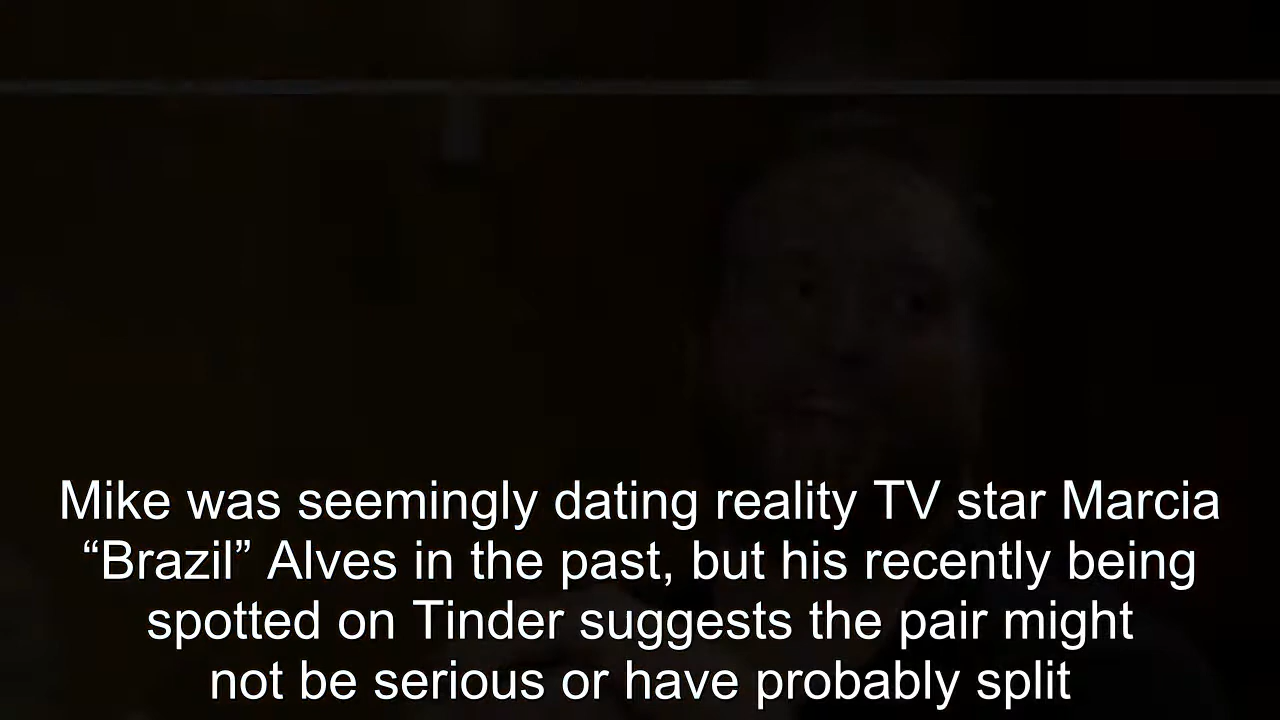 Mike was seemingly dating reality TV star Marcia
“Brazil” Alves in the past, but his recently being
spotted on Tinder suggests the pair might
not be serious or have probably split